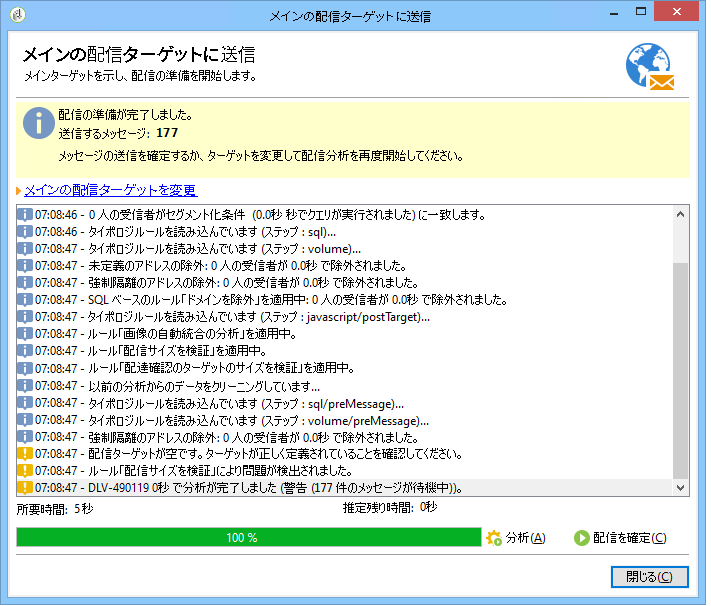 メインの配信ターゲットに送信
メインの配信ターゲットに送信
メインターゲットを示し、配信の準備を開始します。
配信の準備が完了しました。
送信するメッセージ: 177
メッセージの送信を確定するか、ターゲットを変更して配信分析を再度開始してください。
メインの配信ターゲットを変更
07:08:46 - 0 人の受信者がセグメント化条件 (0.0秒 秒でクエリが実行されました) に一致します。
07:08:46 - タイポロジルールを読み込んでいます (ステップ : sql)...
07:08:47 - タイポロジルールを読み込んでいます (ステップ : volume)...
07:08:47 - 未定義のアドレスの除外: 0 人の受信者が 0.0秒 で除外されました。
07:08:47 - 強制隔離のアドレスの除外: 0 人の受信者が 0.0秒 で除外されました。
07:08:47 - SQL ベースのルール「ドメインを除外」を適用中: 0 人の受信者が 0.0秒 で除外されました。
07:08:47 - タイポロジルールを読み込んでいます (ステップ : javascript/postTarget)...
07:08:47 - ルール「画像の自動統合の分析」を適用中。
07:08:47 - ルール「配信サイズを検証」を適用中。
07:08:47 - ルール「配達確認のターゲットのサイズを検証」を適用中。
07:08:47 - 以前の分析からのデータをクリーニングしています...
07:08:47 - タイポロジルールを読み込んでいます (ステップ : sql/preMessage)...
07:08:47 - タイポロジルールを読み込んでいます (ステップ : volume/preMessage)...
07:08:47 - 強制隔離のアドレスの除外: 0 人の受信者が 0.0秒 で除外されました。
07:08:47 - 配信ターゲットが空です。ターゲットが正しく定義されていることを確認してください。
07:08:47 - ルール「配信サイズを検証」により問題が検出されました。
07:08:47 - DLV-490119 0秒 で分析が完了しました (警告 (177 件のメッセージが待機中))。
所要時間: 5秒 推定残り時間: 0秒
100 % 分析(A) 配信を確定(C)
閉じる(C)